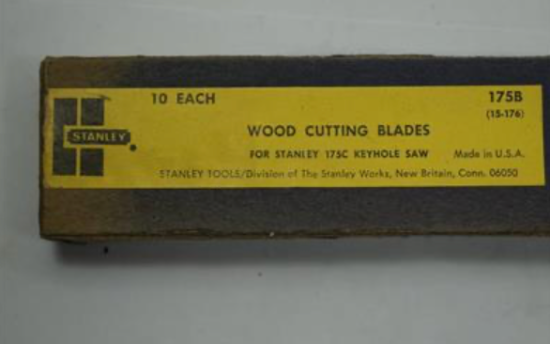 10 EACH
175B
(15-176)
STANLEY
WOOD CUTTING BLADES
FOR STANLEY 175C KEYHOLE SAW
Made in U.S.A.
STANLEY TOOLS/Division of The Stanley Works, New Britain, Conn. 06050